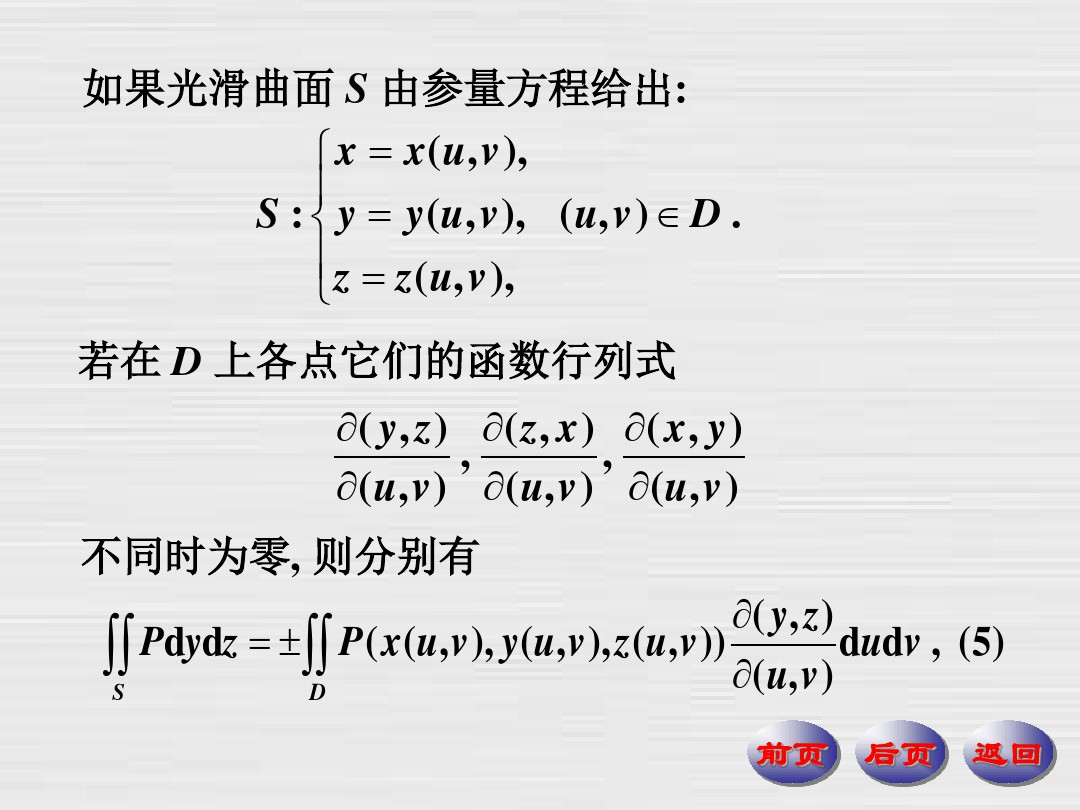 如果光滑曲面 S 由参量方程给出:
x = x(u,v),
S : y = y(u,v), (u,v) ∈ D .
z = z(u,v),
若在 D 上各点它们的函数行列式
∂(y,z)/∂(u,v) , ∂(z,x)/∂(u,v) , ∂(x,y)/∂(u,v)
不同时为零, 则分别有
∬_S Pdydz = ±∬_D P(x(u,v), y(u,v),z(u,v)) ∂(y,z)/∂(u,v) dudv , (5)
前页 后页 返回